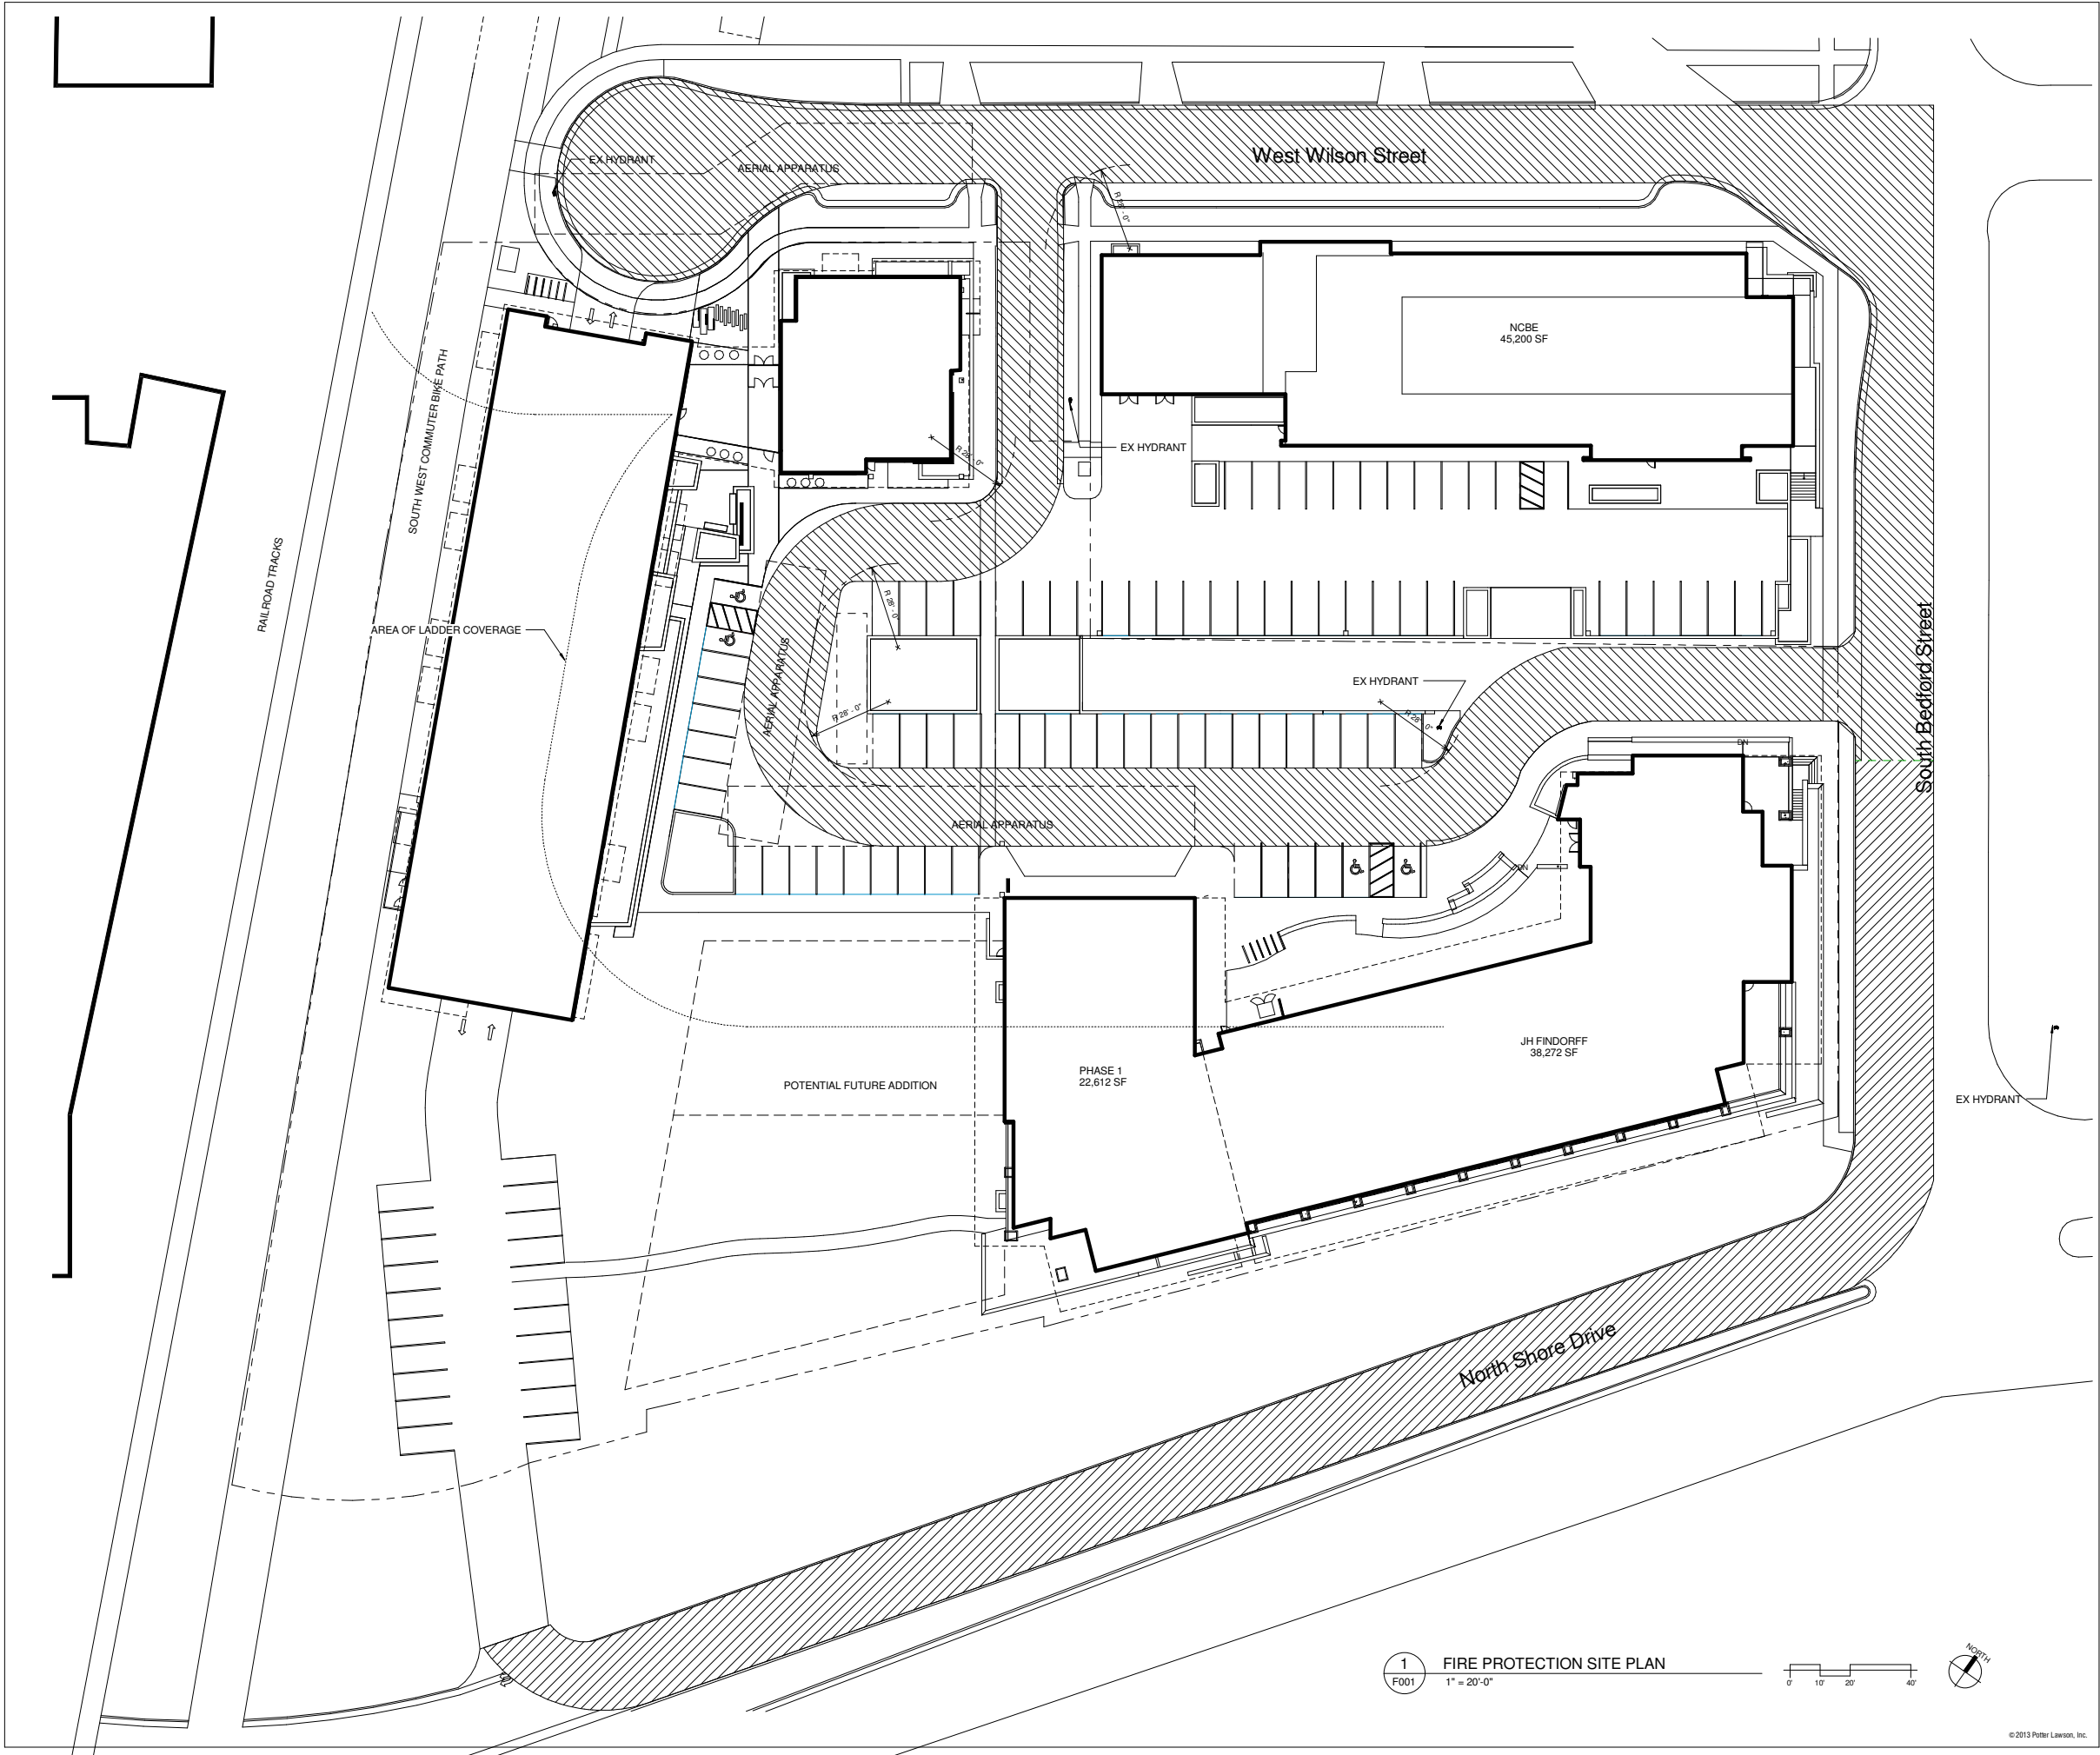 West Wilson Street
EX HYDRANT
AERIAL APPARATUS
R 28' - 0"
NCBE
45,200 SF
SOUTH WEST COMMUTER BIKE PATH
EX HYDRANT
R 28' - 0"
RAILROAD TRACKS
R 28' - 0"
AREA OF LADDER COVERAGE
AERIAL APPARATUS
South Bedford Street
EX HYDRANT
R 28' - 0"
R 28' - 0"
DN
AERIAL APPARATUS
DN
JH FINDORFF
38,272 SF
PHASE 1
22,612 SF
POTENTIAL FUTURE ADDITION
EX HYDRANT
North Shore Drive
1
F001
FIRE PROTECTION SITE PLAN
1" = 20'-0"
0' 10' 20' 40'
NORTH
© 2013 Potter Lawson, Inc.